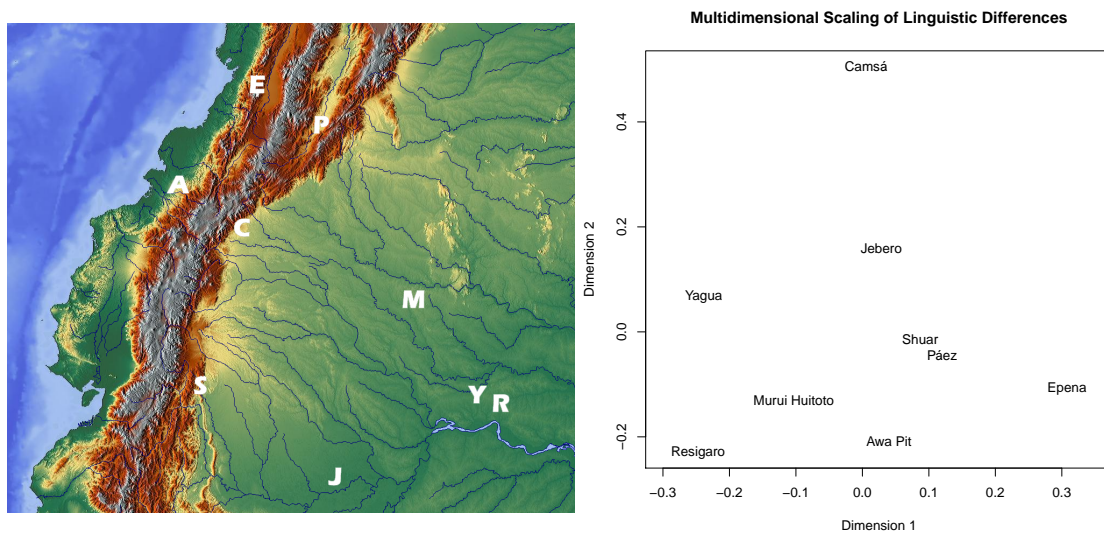 E
P
A
C
M
S
Y R
J
Multidimensional Scaling of Linguistic Differences
Camsá
Jebero
Yagua
Shuar
Páez
Epena
Murui Huitoto
Awa Pit
Resigaro
0.4
0.2
0.0
−0.2
Dimension 2
−0.3 −0.2 −0.1 0.0 0.1 0.2 0.3
Dimension 1